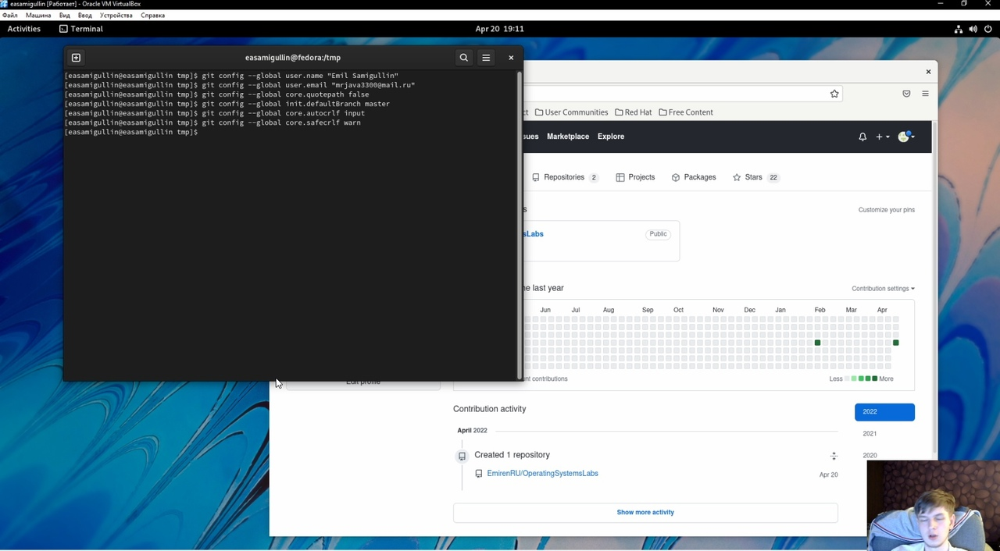 easamigullin [Работает] - Oracle VM VirtualBox
Файл Машина Вид Ввод Устройства Справка
Activities Terminal Apr 20 19:11
easamigullin@fedora:/tmp
[easamigullin@easamigullin tmp]$ git config --global user.name "Emil Samigullin"
[easamigullin@easamigullin tmp]$ git config --global user.email "mrjava3300@mail.ru"
[easamigullin@easamigullin tmp]$ git config --global core.quotepath false
[easamigullin@easamigullin tmp]$ git config --global init.defaultBranch master
[easamigullin@easamigullin tmp]$ git config --global core.autocrlf input
[easamigullin@easamigullin tmp]$ git config --global core.safecrlf warn
[easamigullin@easamigullin tmp]$
User Communities Red Hat Free Content
sues Marketplace Explore
Repositories 2 Projects Packages Stars 22
s Customize your pins
sLabs Public
he last year Contribution settings
Jun Jul Aug Sep Oct Nov Dec Jan Feb Mar Apr
Edit profile
ent contributions Less More
Contribution activity
2022
April 2022
2021
Created 1 repository
2020
EmirenRU/OperatingSystemsLabs Apr 20
Show more activity